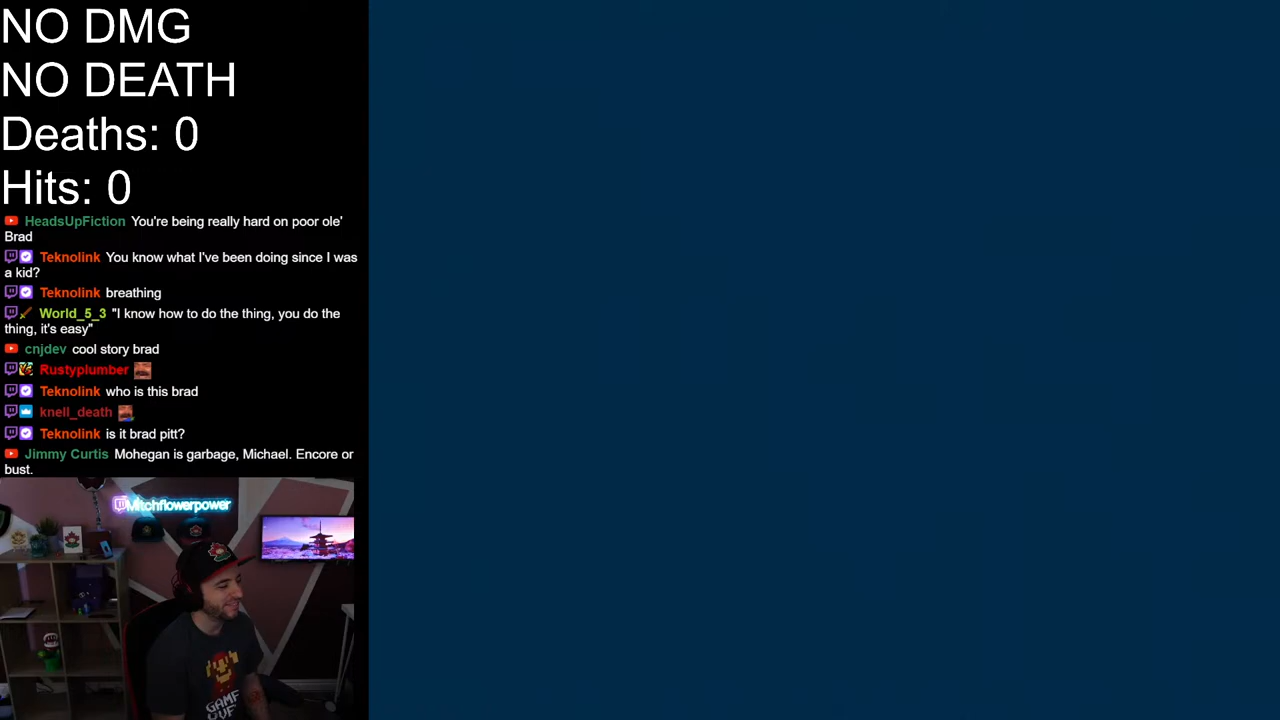 NO DMG
NO DEATH
Deaths: 0
Hits: 0
HeadsUpFiction You're being really hard on poor ole'
Brad
Teknolink You know what I've been doing since I was
a kid?
Teknolink breathing
World_5_3 "I know how to do the thing, you do the
thing, it's easy"
cnjdev cool story brad
Rustyplumber
Teknolink who is this brad
knell_death
Teknolink is it brad pitt?
Jimmy Curtis Mohegan is garbage, Michael. Encore or
bust.
Mitchflowerpower
GAME